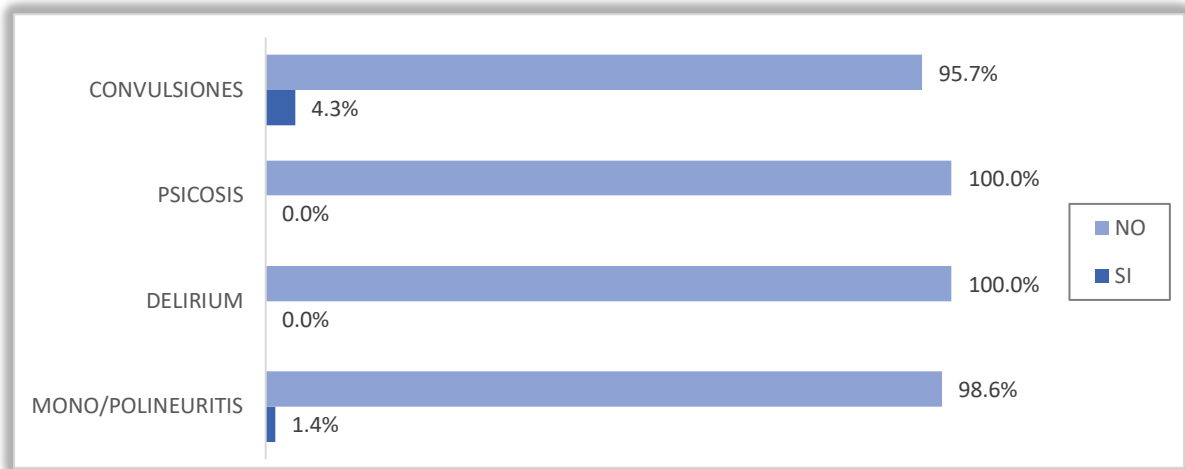 CONVULSIONES
95.7%
4.3%
PSICOSIS
100.0%
0.0%
DELIRIUM
100.0%
0.0%
MONO/POLINEURITIS
98.6%
1.4%
NO
SI